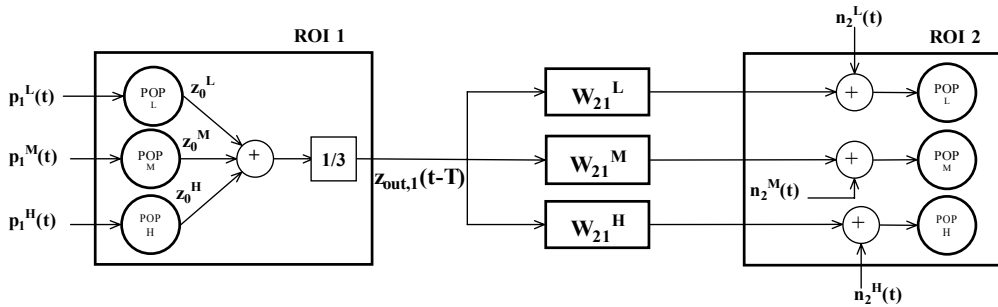 n₂ᴸ(t)
ROI 1
ROI 2
p₁ᴸ(t)
POP
L
z₀ᴸ
W₂₁ᴸ
+
POP
L
p₁ᴹ(t)
POP
M
z₀ᴹ
+
1/3
z_out,1(t-T)
W₂₁ᴹ
+
POP
M
n₂ᴹ(t)
p₁ᴴ(t)
POP
H
z₀ᴴ
W₂₁ᴴ
+
POP
H
n₂ᴴ(t)